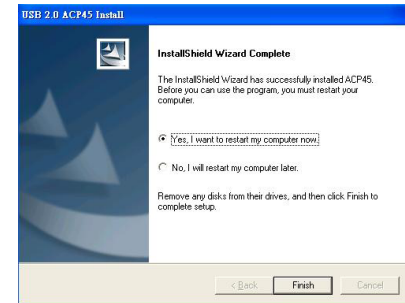 USB 2.0 ACP45 Install
InstallShield Wizard Complete
The InstallShield Wizard has successfully installed ACP45.
Before you can use the program, you must restart your
computer.
Yes, I want to restart my computer now.
No, I will restart my computer later.
Remove any disks from their drives, and then click Finish to
complete setup.
< Back
Finish
Cancel